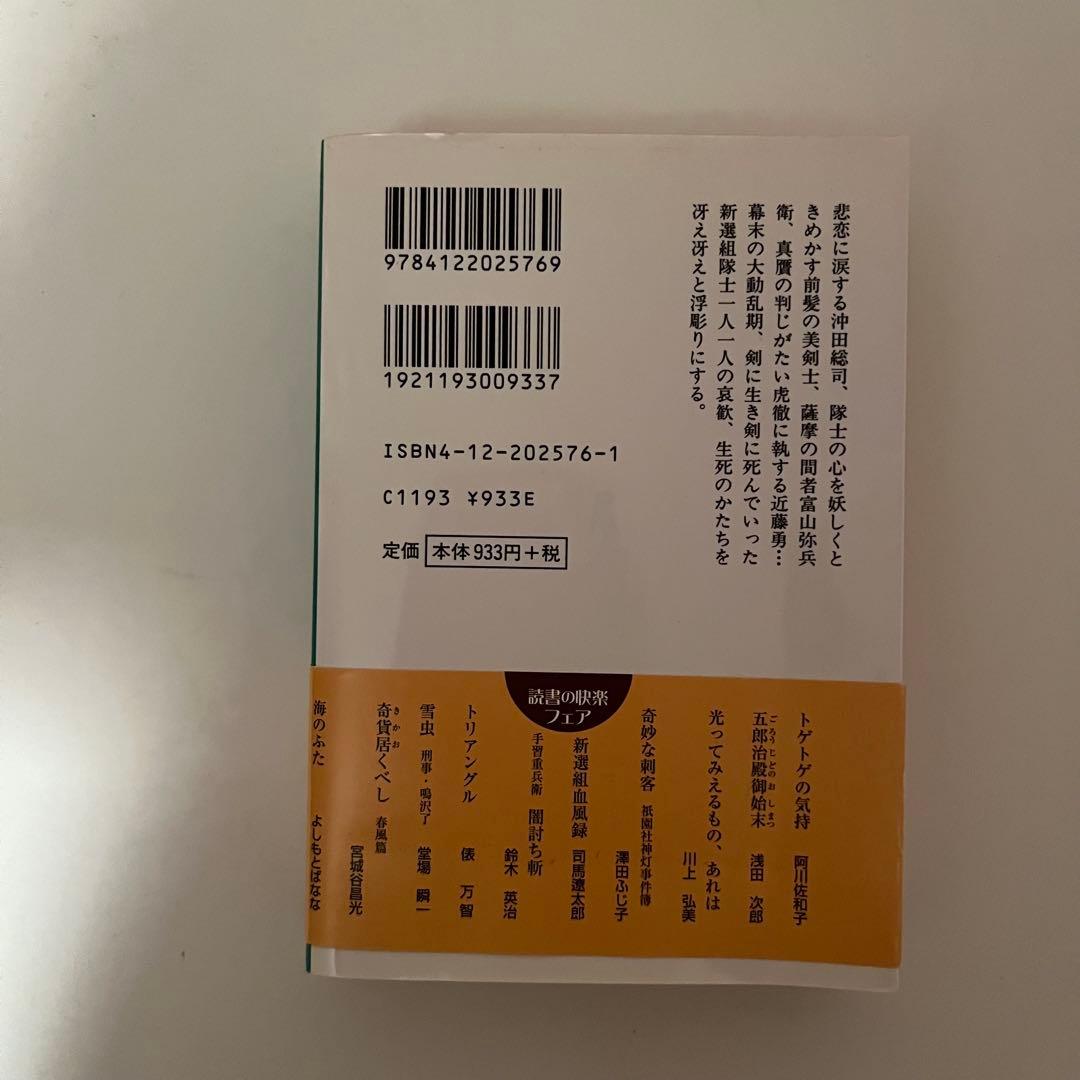 9784122025769
1921193009337
ISBN4-12-202576-1
C1193 ¥933E
定価 本体933円+税
悲恋に涙する沖田総司、隊士の心を妖しくと
きめかす前髪の美剣士、薩摩の間者富山弥兵
衛、真贋の判じがたい虎徹に執する近藤勇…
幕末の大動乱期、剣に生き剣に死んでいった
新選組隊士一人一人の哀歓、生死のかたちを
冴え冴えと浮彫りにする。
読書の快楽
フェア
トゲトゲの気持 阿川佐和子
五郎治殿御始末 浅田 次郎
ごろうじどのおしまつ
光ってみえるもの、あれは 川上 弘美
奇妙な刺客 祇園社神灯事件簿 澤田ふじ子
新選組血風録 司馬遼太郎
手習重兵衛 闇討ち斬 鈴木 英治
トリアングル 俵 万智
雪虫 刑事・鳴沢了 堂場 瞬一
奇貨居くべし 春風篇 宮城谷昌光
きかお
海のふた よしもとばなな